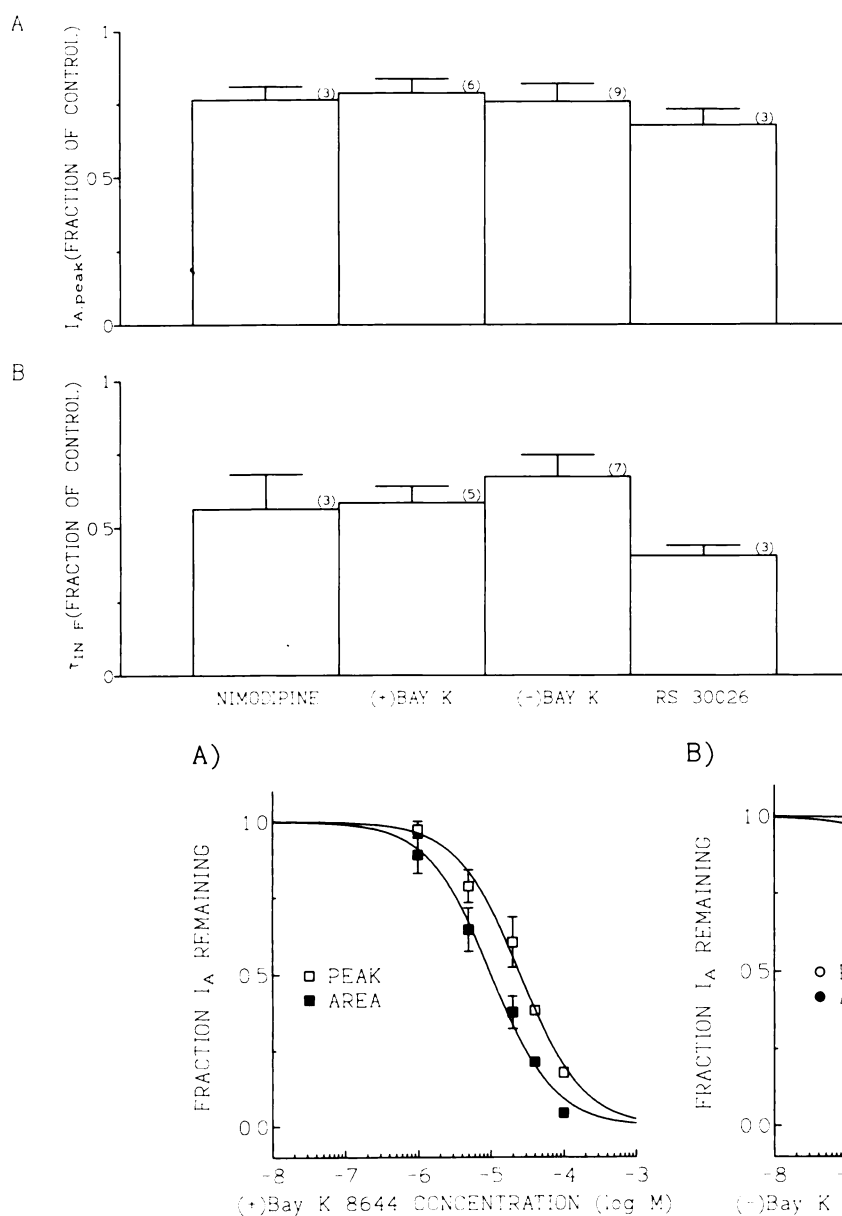 A
I A,peak (FRACTION OF CONTROL)
1
0.5
0
(3)
(6)
(9)
(3)
B
τ IN F (FRACTION OF CONTROL)
1
0.5
0
(3)
(5)
(7)
(3)
NIMODIPINE (+)BAY K (-)BAY K RS 30026
A)
FRACTION I A REMAINING
1.0
0.5
0.0
PEAK
AREA
-8 -7 -6 -5 -4 -3
(+)Bay K 8644 CONCENTRATION (log M)
B)
FRACTION I A REMAINING
1.0
0.5
0.0
-8
(-)Bay K